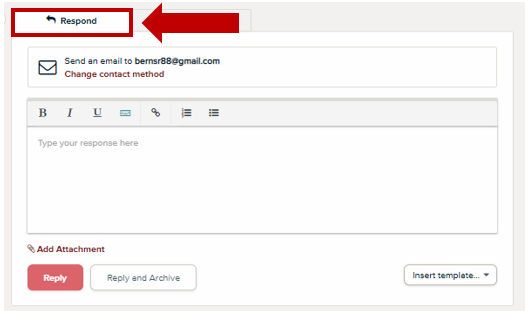 Respond
Send an email to bernsr88@gmail.com
Change contact method
B I U
Type your response here
Add Attachment
Reply
Reply and Archive
Insert template...